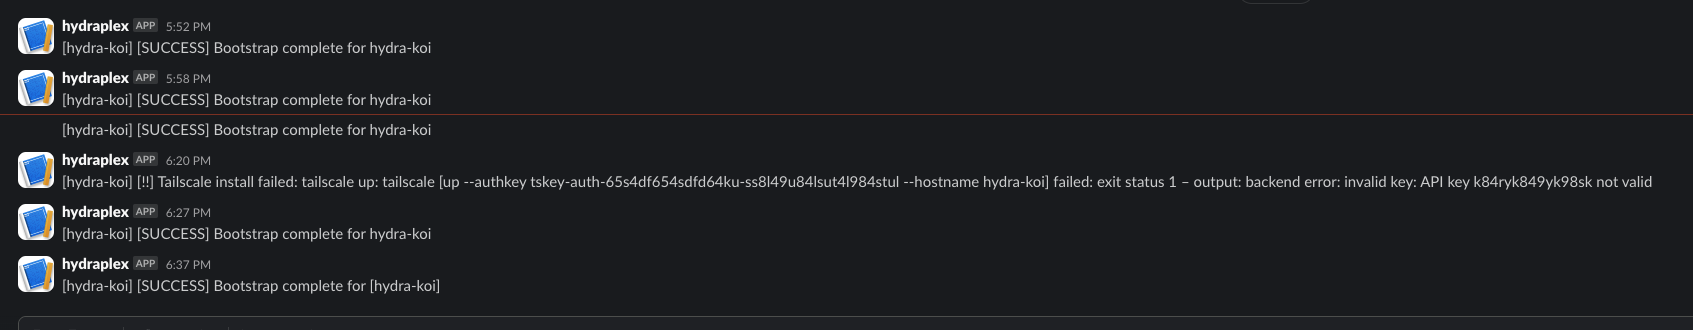 hydraplex APP 5:52 PM
[hydra-koi] [SUCCESS] Bootstrap complete for hydra-koi
hydraplex APP 5:58 PM
[hydra-koi] [SUCCESS] Bootstrap complete for hydra-koi
[hydra-koi] [SUCCESS] Bootstrap complete for hydra-koi
hydraplex APP 6:20 PM
[hydra-koi] [!!] Tailscale install failed: tailscale up: tailscale [up --authkey tskey-auth-65s4df654sdfd64ku-ss8l49u84lsut4l984stul --hostname hydra-koi] failed: exit status 1 – output: backend error: invalid key: API key k84ryk849yk98sk not valid
hydraplex APP 6:27 PM
[hydra-koi] [SUCCESS] Bootstrap complete for hydra-koi
hydraplex APP 6:37 PM
[hydra-koi] [SUCCESS] Bootstrap complete for [hydra-koi]